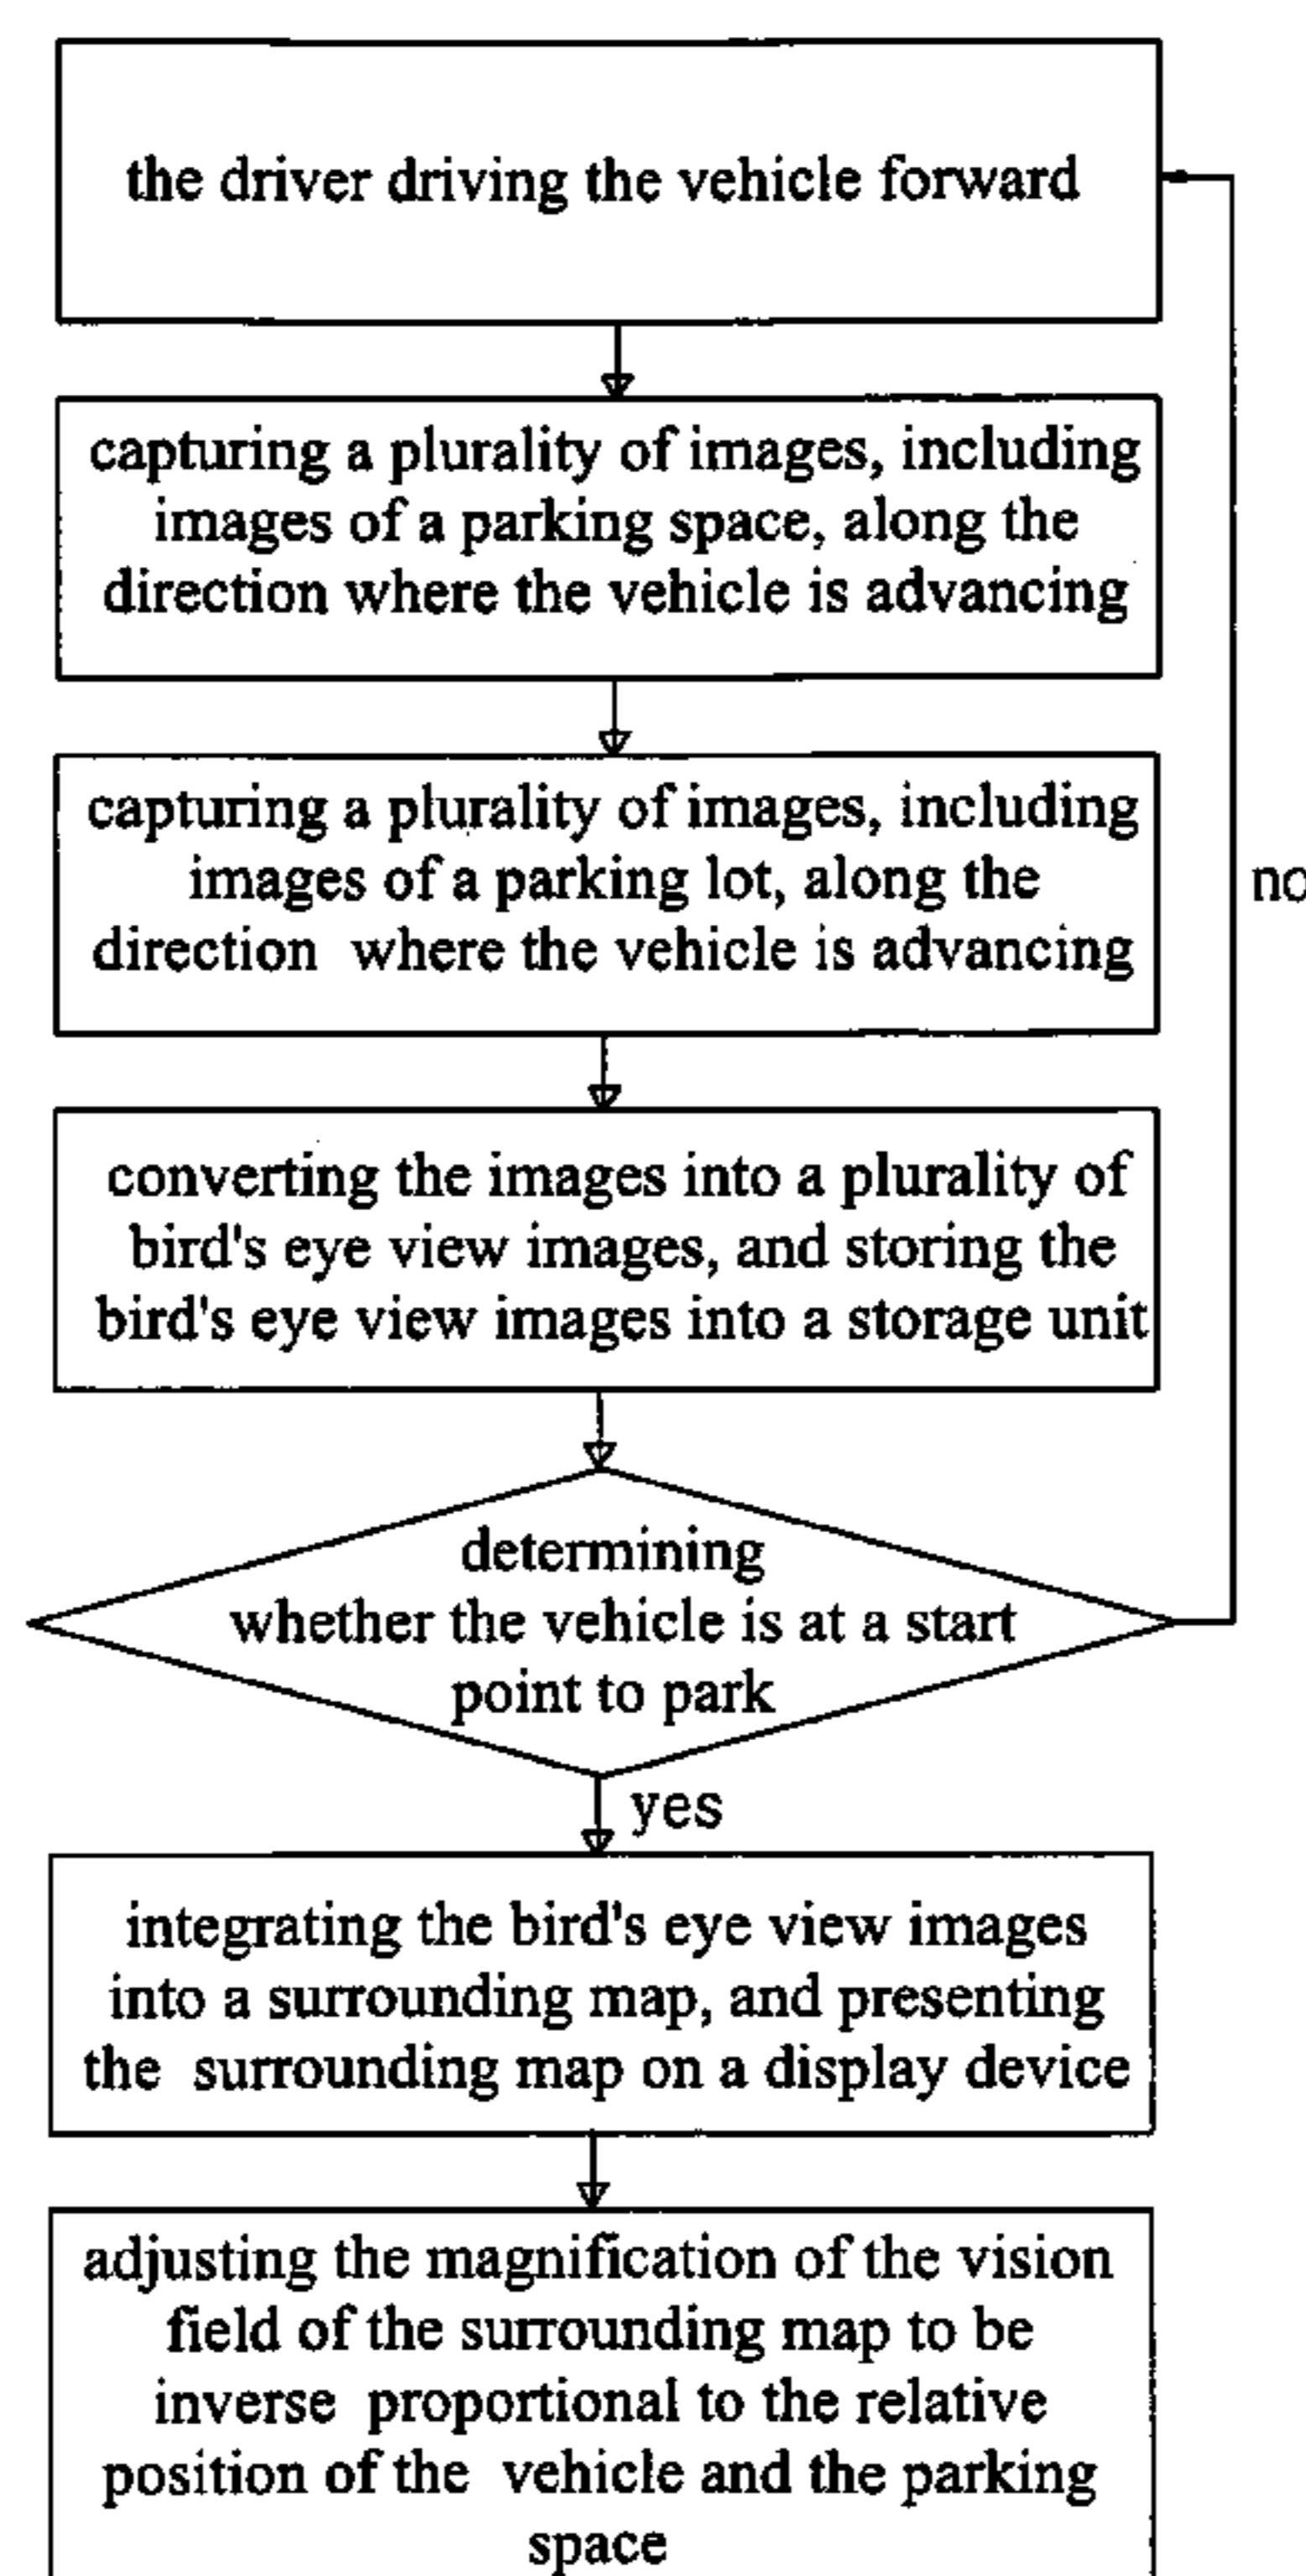 the driver driving the vehicle forward
capturing a plurality of images, including
images of a parking space, along the
direction where the vehicle is advancing
capturing a plurality of images, including
images of a parking lot, along the
direction where the vehicle is advancing
no
converting the images into a plurality of
bird's eye view images, and storing the
bird's eye view images into a storage unit
determining
whether the vehicle is at a start
point to park
yes
integrating the bird's eye view images
into a surrounding map, and presenting
the surrounding map on a display device
adjusting the magnification of the vision
field of the surrounding map to be
inverse proportional to the relative
position of the vehicle and the parking
space